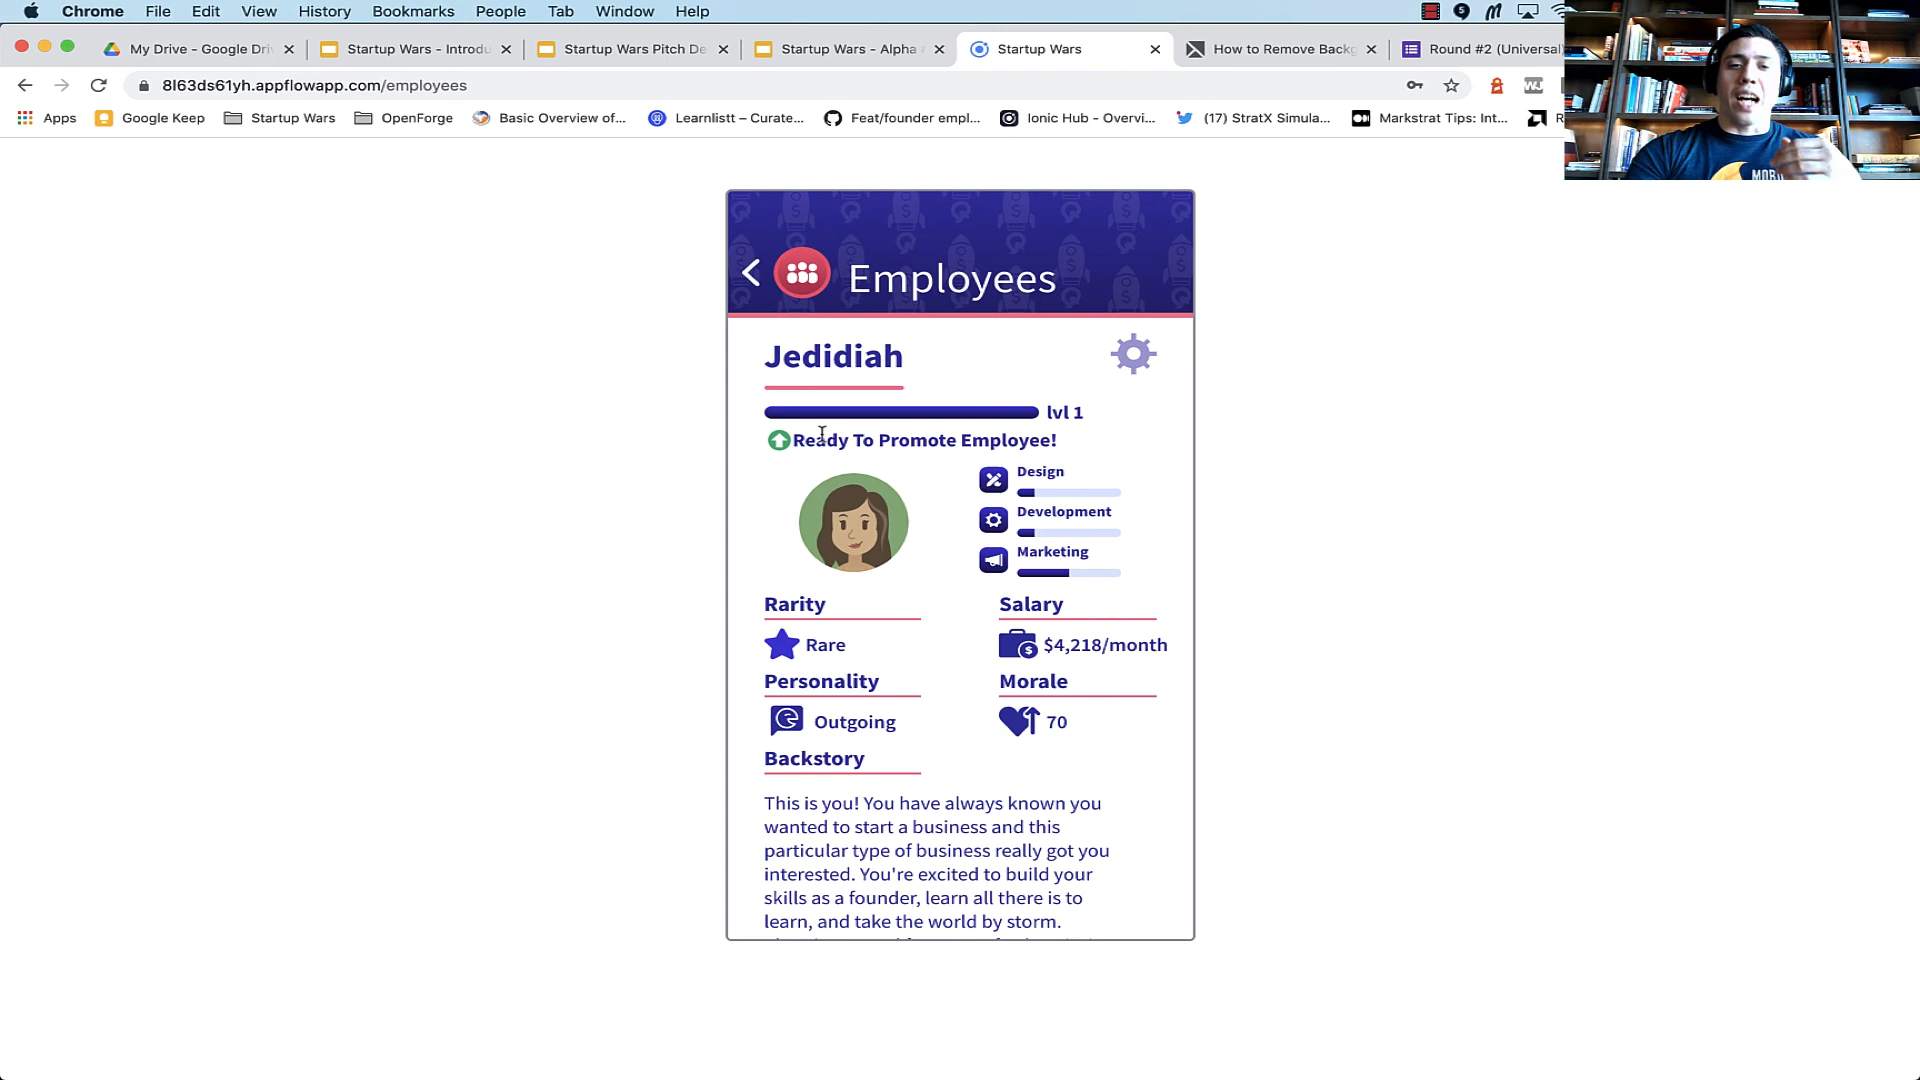 Chrome File Edit View History Bookmarks People Tab Window Help
My Drive - Google Dri
Startup Wars - Introdu
Startup Wars Pitch De
Startup Wars - Alpha
Startup Wars
How to Remove Backg
Round #2 (Universal
8l63ds61yh.appflowapp.com/employees
Apps Google Keep Startup Wars OpenForge Basic Overview of... Learnlistt – Curate... Feat/founder empl... Ionic Hub - Overvi... (17) StratX Simula... Markstrat Tips: Int...
Employees
Jedidiah
lvl 1
Ready To Promote Employee!
Design
Development
Marketing
Rarity
Salary
Rare
$4,218/month
Personality
Morale
Outgoing
70
Backstory
This is you! You have always known you
wanted to start a business and this
particular type of business really got you
interested. You're excited to build your
skills as a founder, learn all there is to
learn, and take the world by storm.